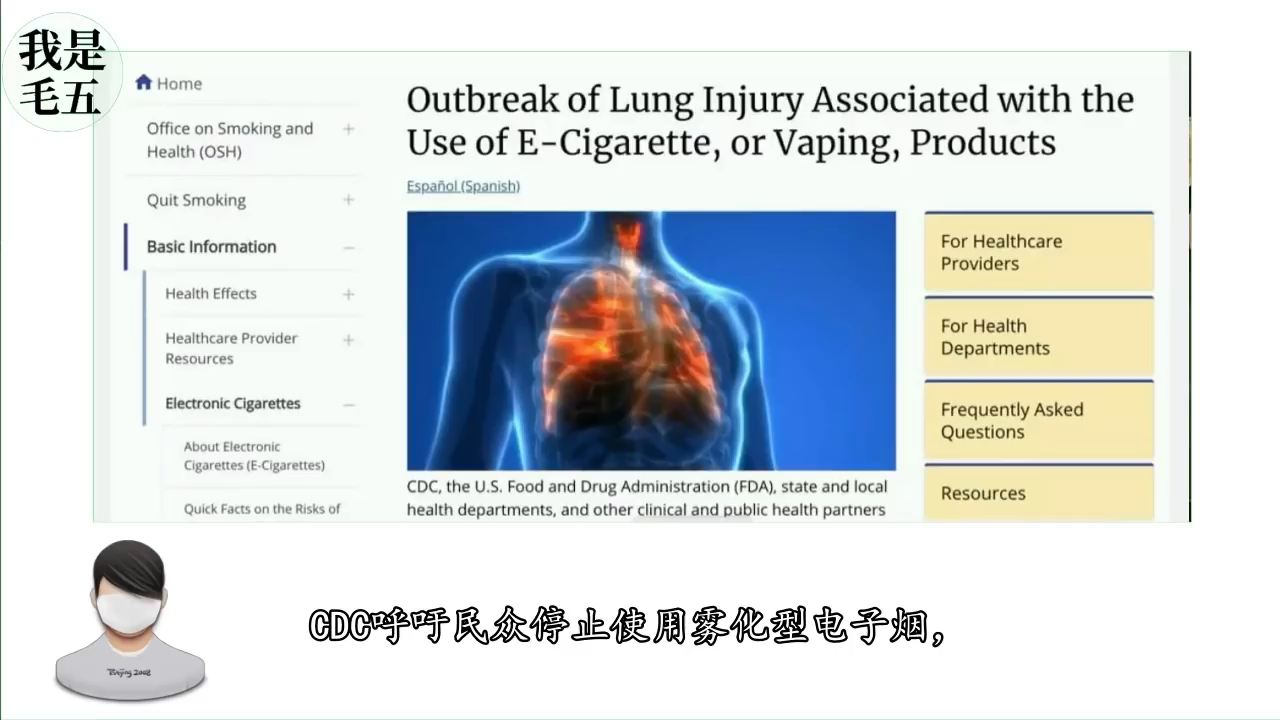 我是
毛五
Home
Office on Smoking and
Health (OSH)
Quit Smoking
Basic Information
Health Effects
Healthcare Provider
Resources
Electronic Cigarettes
About Electronic
Cigarettes (E-Cigarettes)
Quick Facts on the Risks of
Outbreak of Lung Injury Associated with the
Use of E-Cigarette, or Vaping, Products
Español (Spanish)
CDC, the U.S. Food and Drug Administration (FDA), state and local
health departments, and other clinical and public health partners
For Healthcare
Providers
For Health
Departments
Frequently Asked
Questions
Resources
Beijing 2008
CDC呼吁民众停止使用雾化型电子烟,